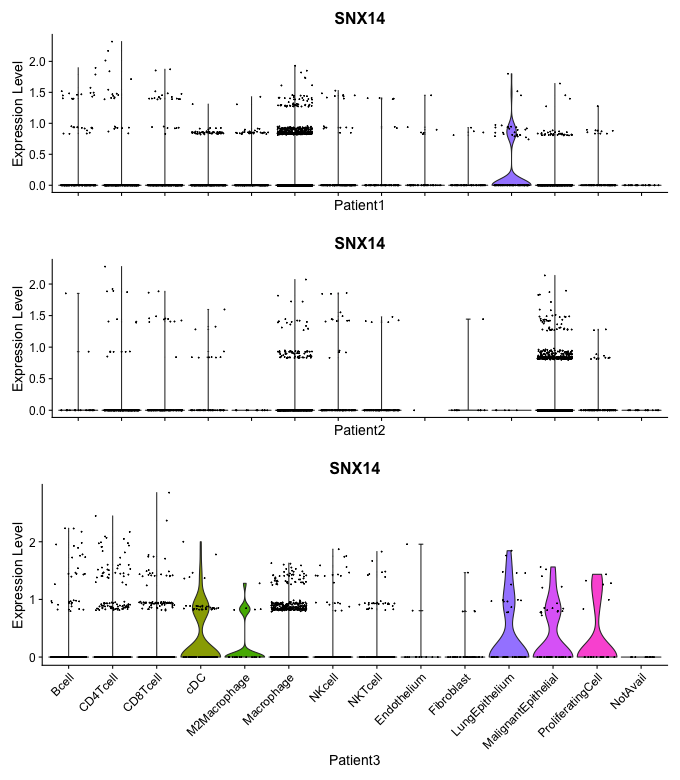 SNX14
Expression Level
2.0
1.5
1.0
0.5
0.0
Patient1
SNX14
Expression Level
2.0
1.5
1.0
0.5
0.0
Patient2
SNX14
Expression Level
2
1
0
Bcell
CD4Tcell
CD8Tcell
cDC
M2Macrophage
Macrophage
NKcell
NKTcell
Endothelium
Fibroblast
LungEpithelium
MalignantEpithelial
ProliferatingCell
NotAvail
Patient3